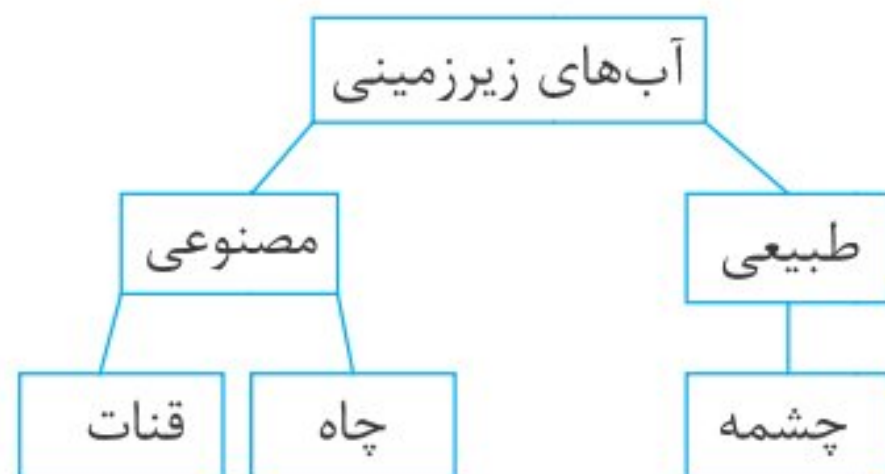 آب‌های زیرزمینی
طبیعی
مصنوعی
چشمه
چاه
قنات